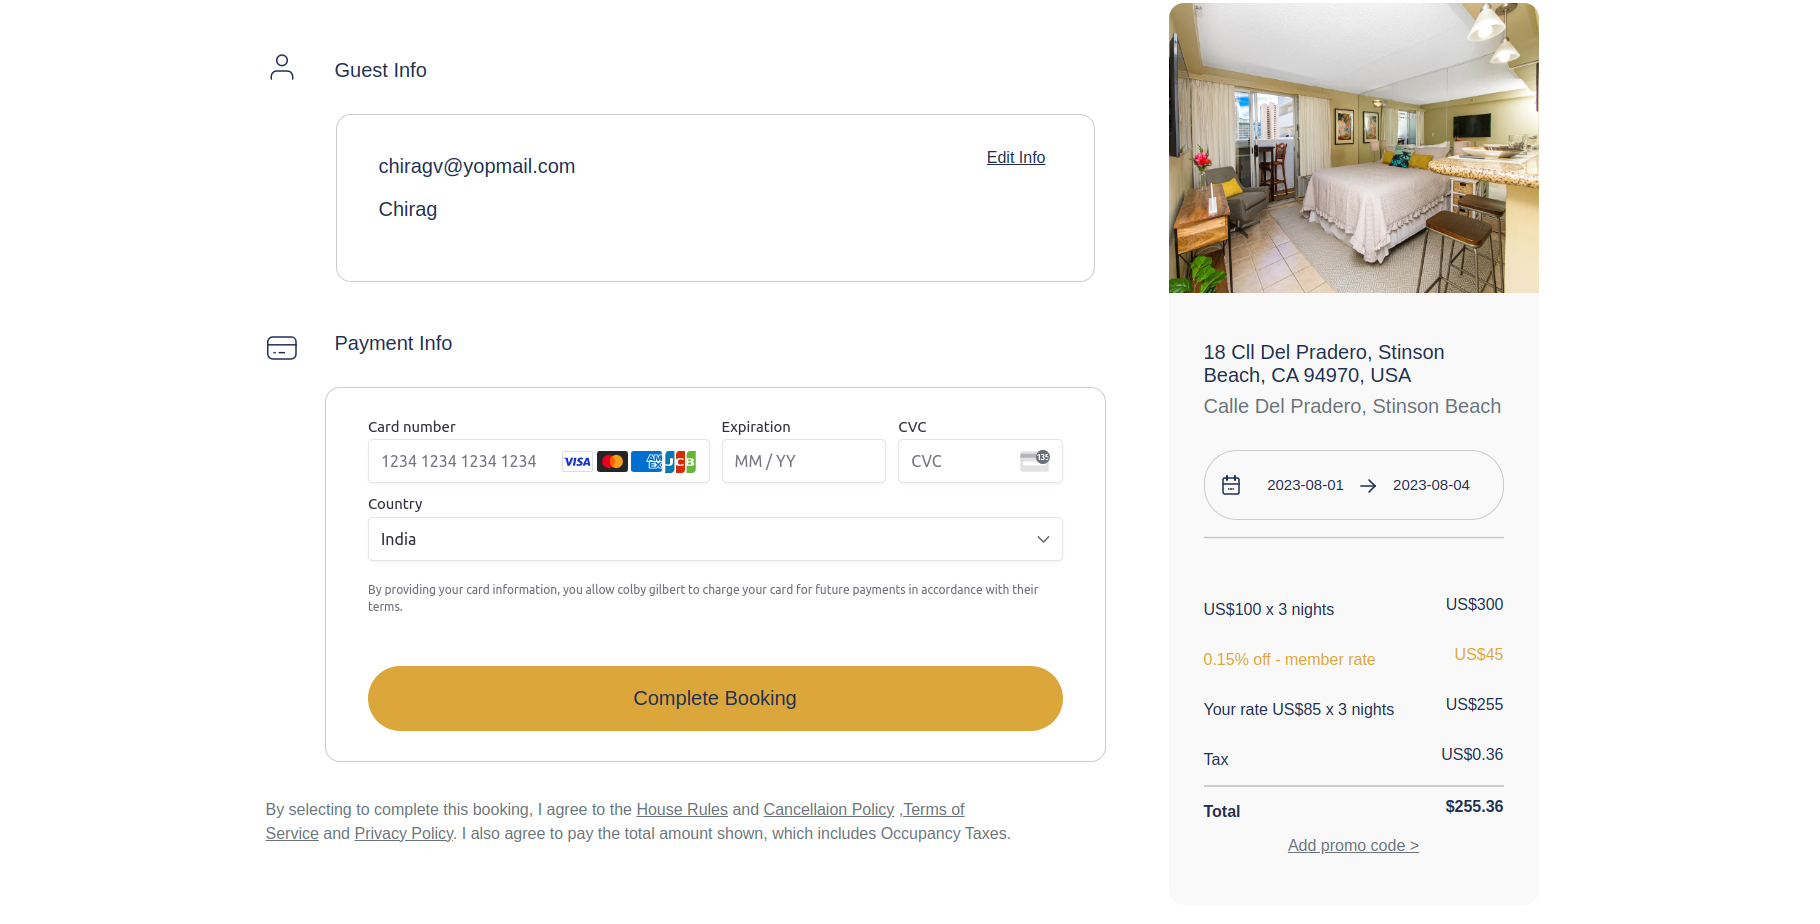 Guest Info
chiragv@yopmail.com
Edit Info
Chirag
Payment Info
Card number
Expiration
CVC
1234 1234 1234 1234
VISA
AM
EX
JCB
MM / YY
CVC
135
Country
India
By providing your card information, you allow colby gilbert to charge your card for future payments in accordance with their
terms.
Complete Booking
By selecting to complete this booking, I agree to the House Rules and Cancellaion Policy ,Terms of
Service and Privacy Policy. I also agree to pay the total amount shown, which includes Occupancy Taxes.
18 Cll Del Pradero, Stinson
Beach, CA 94970, USA
Calle Del Pradero, Stinson Beach
2023-08-01 → 2023-08-04
US$100 x 3 nights US$300
0.15% off - member rate US$45
Your rate US$85 x 3 nights US$255
Tax US$0.36
Total $255.36
Add promo code >